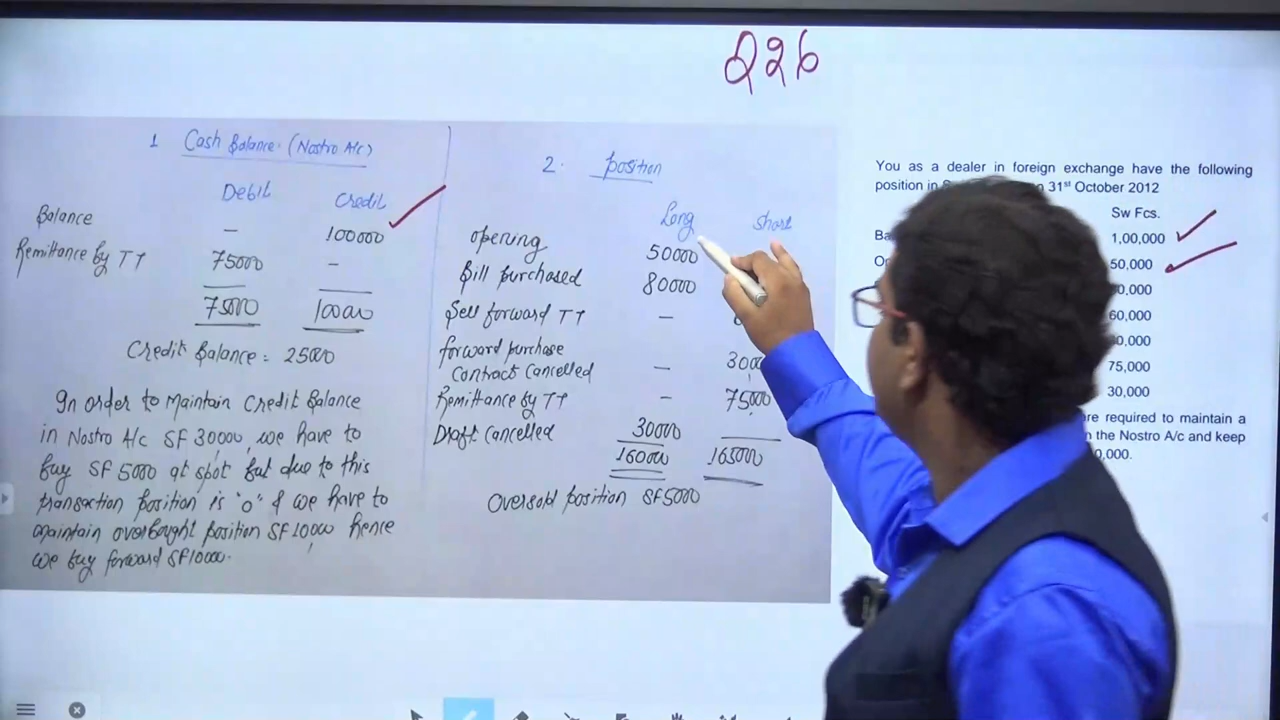 Q26
1 Cash Balance. (Nostro A/c)
Debit Credit
Balance - 100000
Remittance by TT 75000 -
75000 100000
Credit Balance = 25000
In order to Maintain Credit Balance
in Nostro A/c SF 30000, we have to
buy SF 5000 at spot but due to this
transaction position is "0" & we have to
maintain overbought position SF 10000 hence
we buy forward SF10000.
2. position
Long Short
opening 50000
Bill purchased 80000
Sell forward TT -
forward purchase
Contract Cancelled -
Remittance by TT - 75000
Draft Cancelled 30000
160000 165000
Oversold position SF 5000
You as a dealer in foreign exchange have the following
position in 31st October 2012
Sw Fcs.
1,00,000
50,000
60,000
75,000
30,000
are required to maintain a
the Nostro A/c and keep